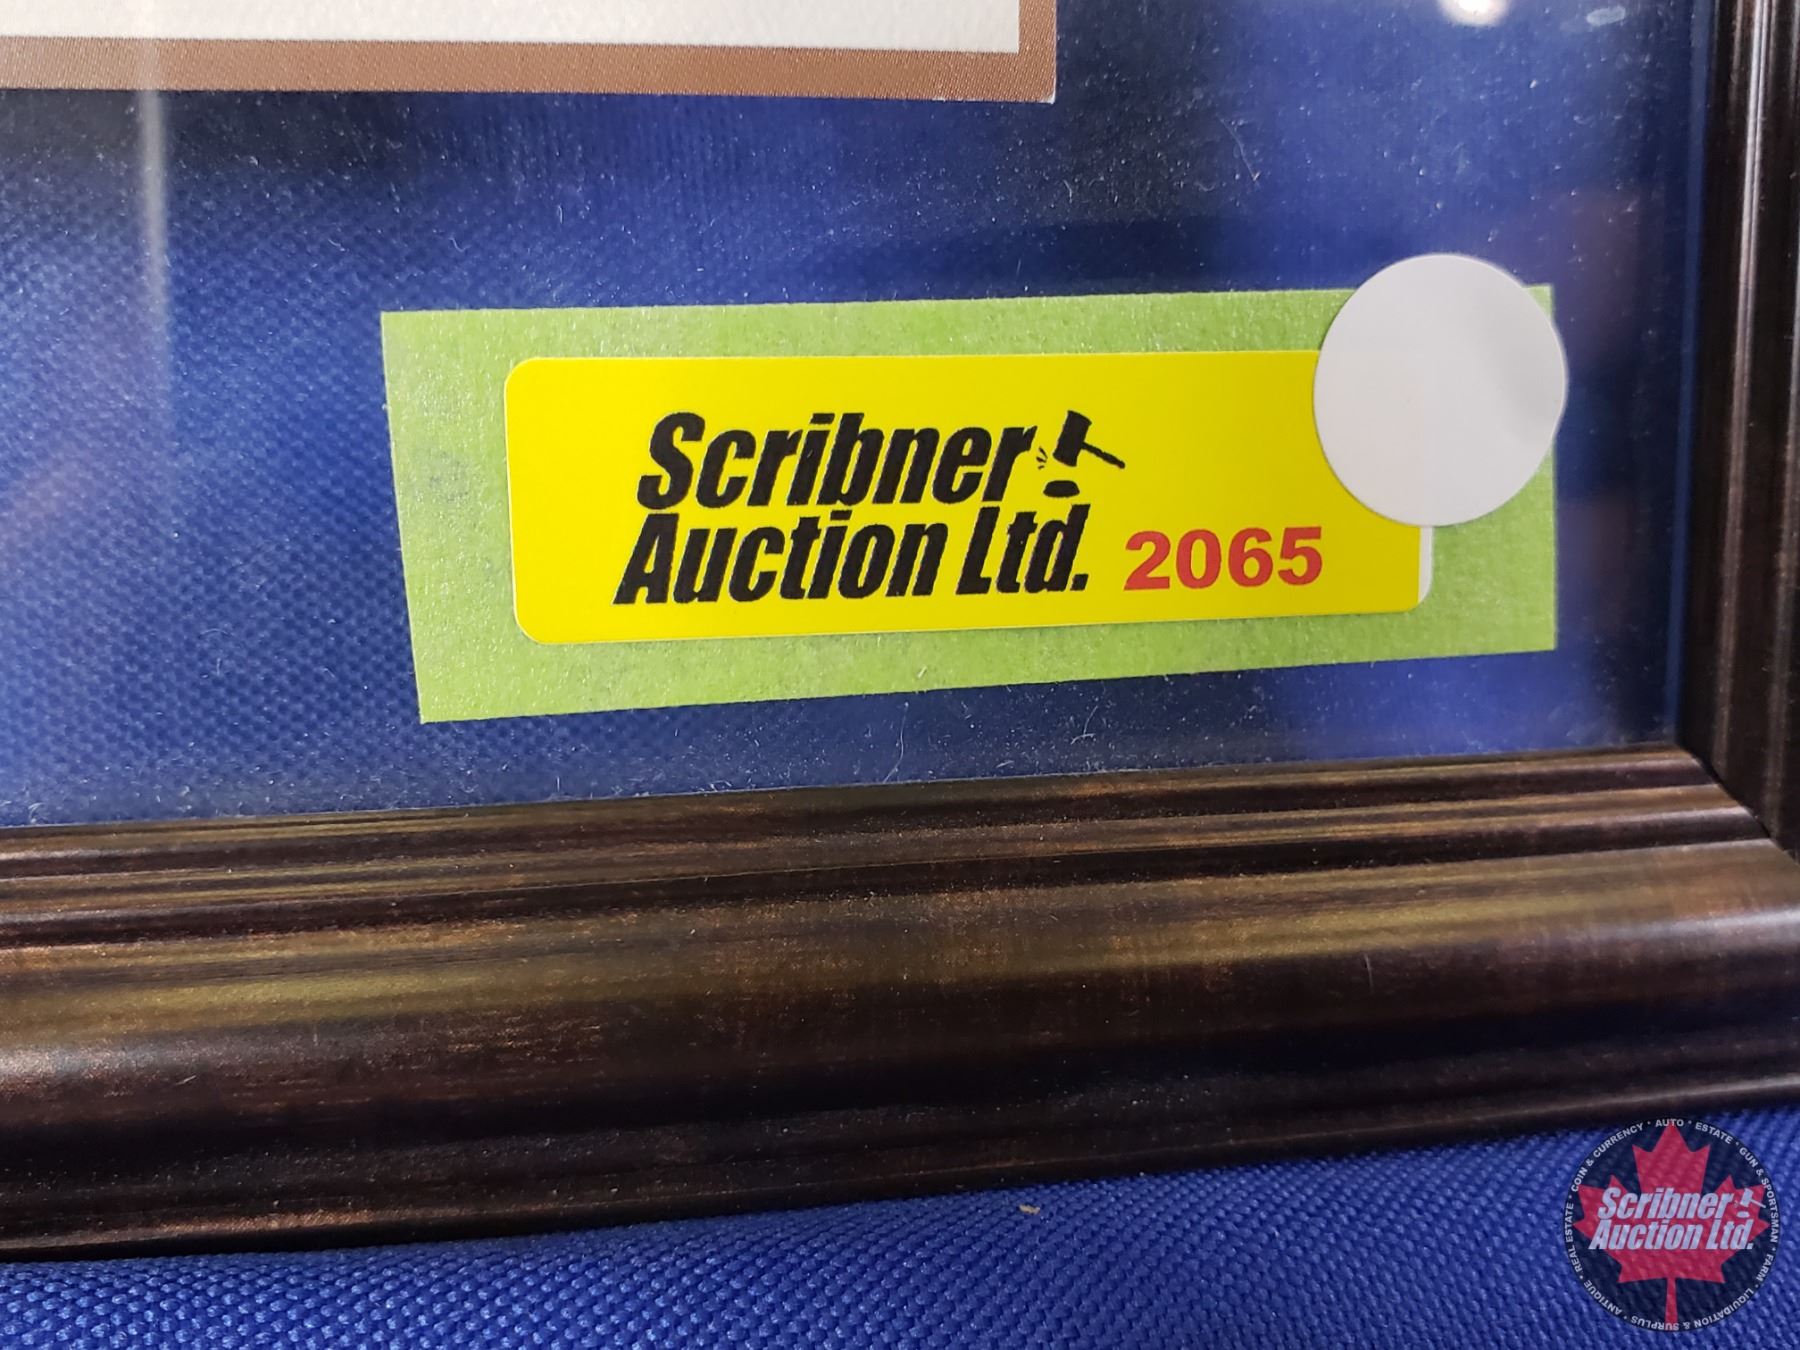 Scribner
Auction Ltd. 2065
COIN & CURRENCY • AUTO • ESTATE • GUN & SPORTSMAN • FARM • LIQUIDATION & SURPLUS • ANTIQUE • REAL ESTATE •
Scribner
Auction Ltd.